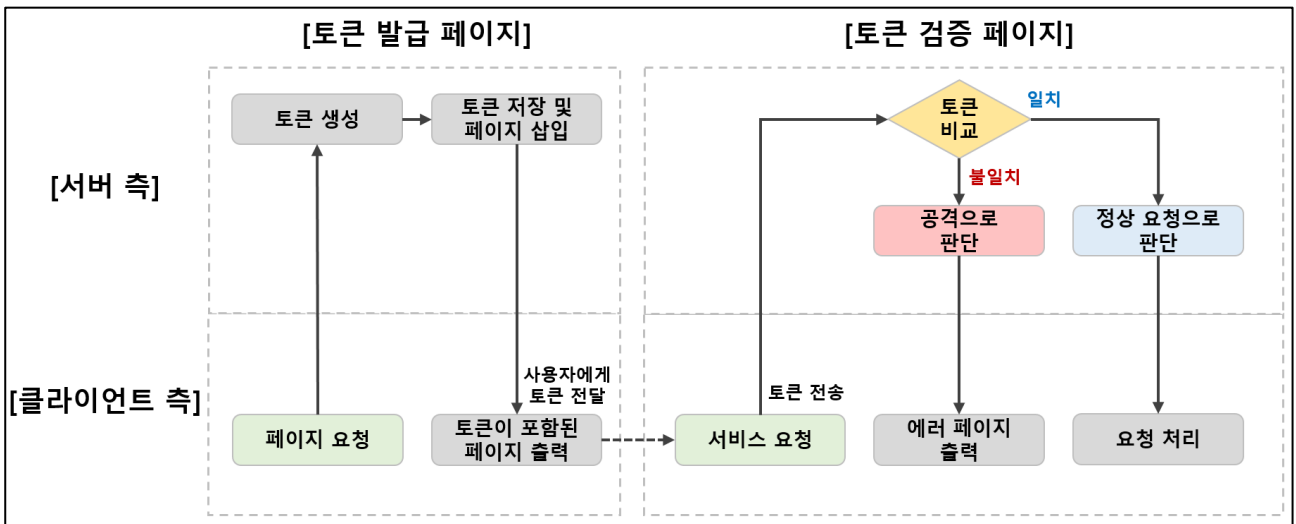 [토큰 발급 페이지]
[토큰 검증 페이지]
[서버 측]
토큰 생성
토큰 저장 및
페이지 삽입
토큰
비교
일치
불일치
공격으로
판단
정상 요청으로
판단
[클라이언트 측]
사용자에게
토큰 전달
토큰 전송
페이지 요청
토큰이 포함된
페이지 출력
서비스 요청
에러 페이지
출력
요청 처리